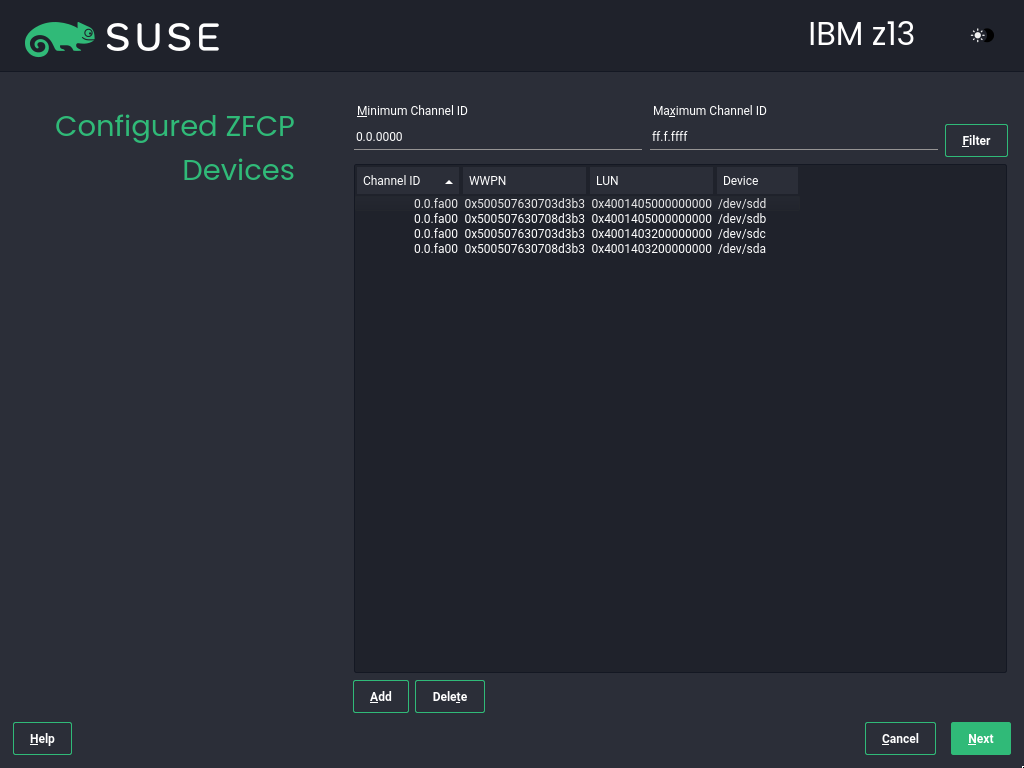 SUSE
IBM z13
Configured ZFCP
Devices
Minimum Channel ID
Maximum Channel ID
0.0.0000
ff.f.ffff
Filter
Channel ID WWPN LUN Device
0.0.fa00 0x500507630703d3b3 0x4001405000000000 /dev/sdd
0.0.fa00 0x500507630708d3b3 0x4001405000000000 /dev/sdb
0.0.fa00 0x500507630703d3b3 0x4001403200000000 /dev/sdc
0.0.fa00 0x500507630708d3b3 0x4001403200000000 /dev/sda
Add
Delete
Help
Cancel
Next